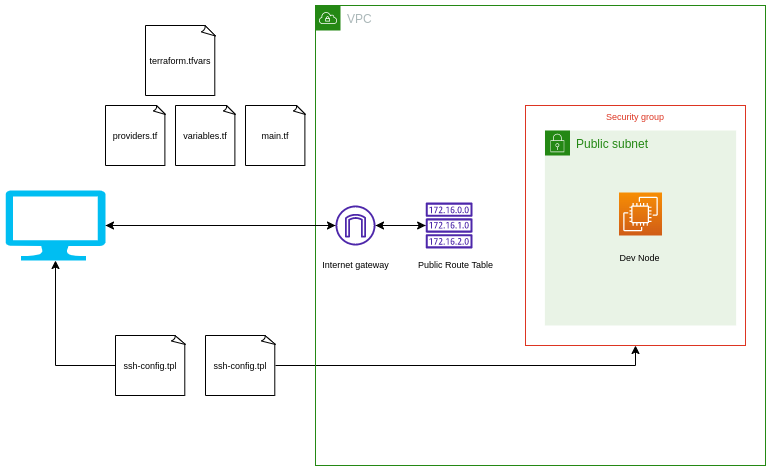 VPC
terraform.tfvars
providers.tf
variables.tf
main.tf
Security group
Public subnet
172.16.0.0
172.16.1.0
172.16.2.0
Internet gateway
Public Route Table
Dev Node
ssh-config.tpl
ssh-config.tpl